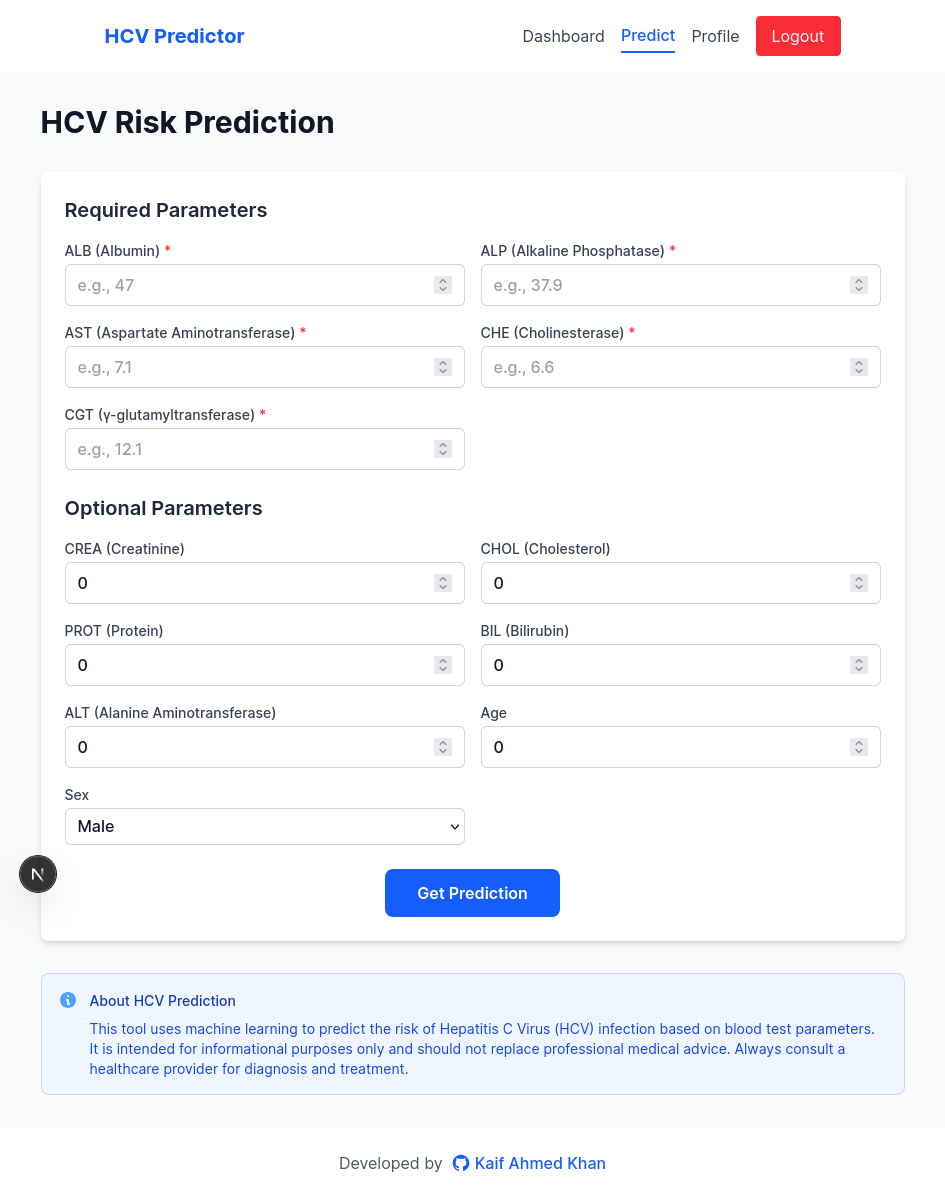 HCV Predictor
Dashboard
Predict
Profile
Logout
HCV Risk Prediction
Required Parameters
ALB (Albumin) *
ALP (Alkaline Phosphatase) *
e.g., 47
e.g., 37.9
AST (Aspartate Aminotransferase) *
CHE (Cholinesterase) *
e.g., 7.1
e.g., 6.6
CGT (γ-glutamyltransferase) *
e.g., 12.1
Optional Parameters
CREA (Creatinine)
CHOL (Cholesterol)
0
0
PROT (Protein)
BIL (Bilirubin)
0
0
ALT (Alanine Aminotransferase)
Age
0
0
Sex
Male
N
Get Prediction
About HCV Prediction
This tool uses machine learning to predict the risk of Hepatitis C Virus (HCV) infection based on blood test parameters.
It is intended for informational purposes only and should not replace professional medical advice. Always consult a
healthcare provider for diagnosis and treatment.
Developed by Kaif Ahmed Khan